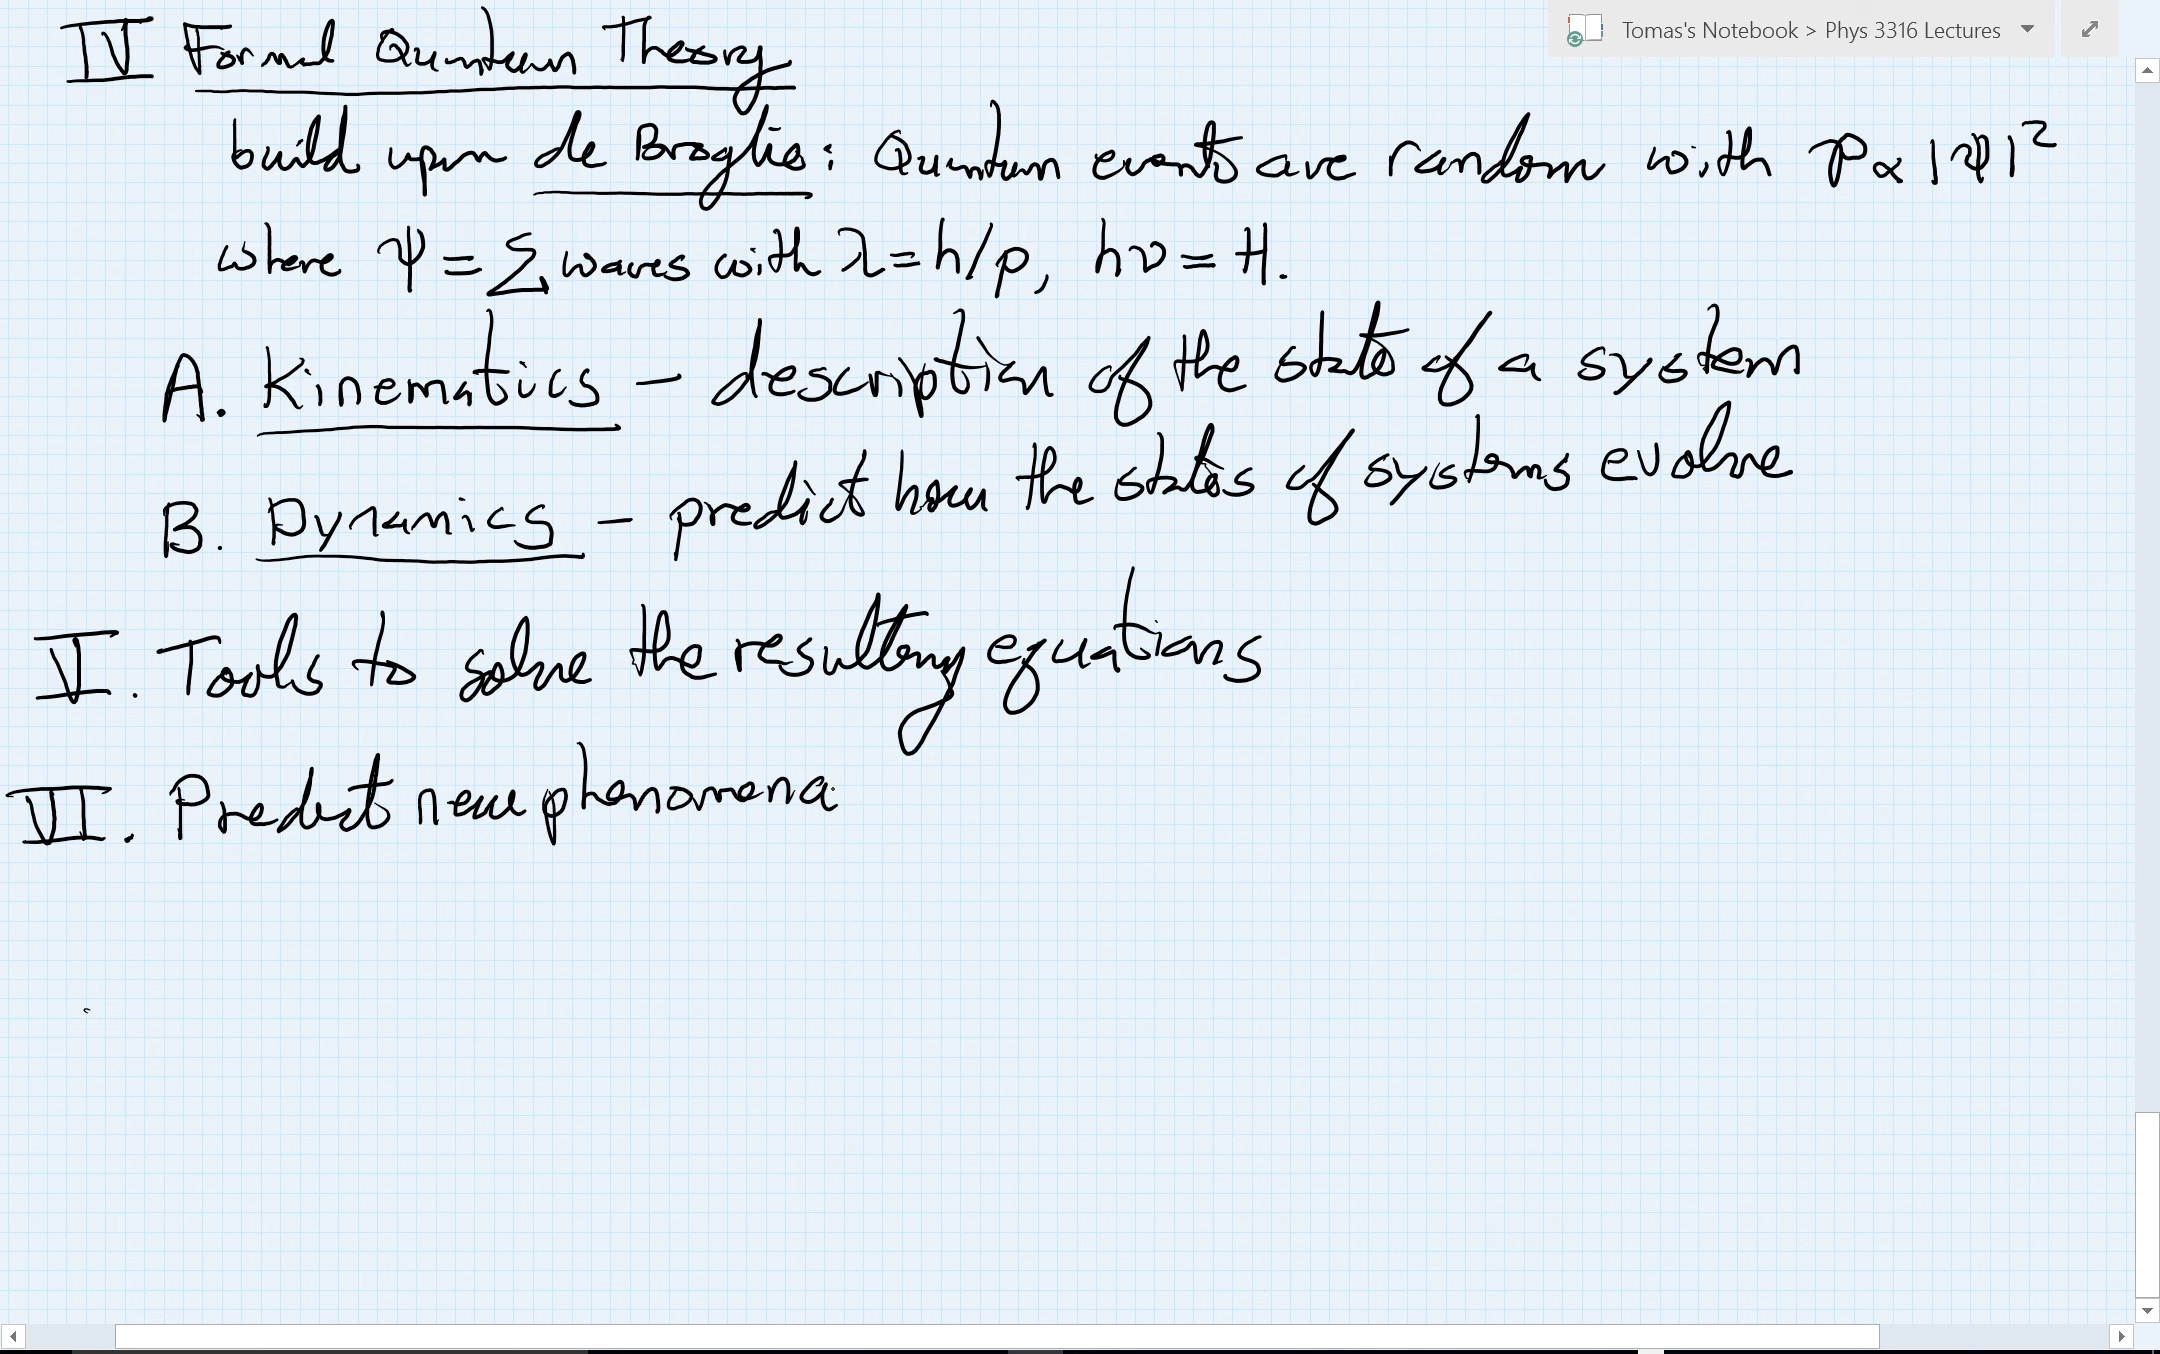 Tomas's Notebook > Phys 3316 Lectures
IV Formal Quantum Theory
build upon de Broglie: Quantum events are random with P ∝ |Ψ|²
where Ψ = Σ waves with λ = h/p, hν = H.
A. Kinematics – description of the state of a system
B. Dynamics – predict how the states of systems evolve
V. Tools to solve the resulting equations
VI. Predict new phenomena